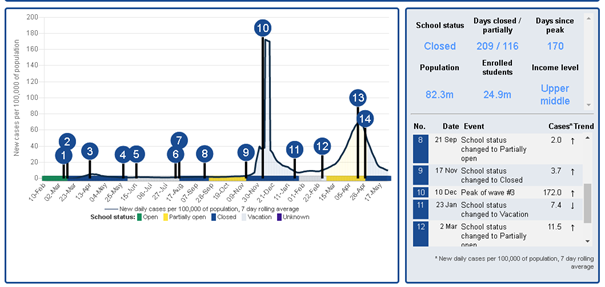 200
180
160
140
120
100
80
60
40
20
0
New cases per 100,000 of population
1
2
3
4
5
6
7
8
9
10
11
12
13
14
10-Feb
02-Mar
23-Mar
13-Apr
04-May
25-May
15-Jun
06-Jul
27-Jul
17-Aug
07-Sep
28-Sep
19-Oct
09-Nov
30-Nov
21-Dec
11-Jan
01-Feb
22-Feb
15-Mar
05-Apr
26-Apr
17-May
New daily cases per 100,000 of population, 7 day rolling average
School status: Open Partially open Closed Vacation Unknown
School status
Days closed / partially
Days since peak
Closed
209 / 116
170
Population
Enrolled students
Income level
82.3m
24.9m
Upper middle
No. Date Event Cases* Trend
8 21 Sep School status 2.0 ↑
changed to Partially
open
9 17 Nov School status 3.7 ↑
changed to Closed
10 10 Dec Peak of wave #3 172.0 ↑
11 23 Jan School status 7.4 ↓
changed to Vacation
12 2 Mar School status 11.5 ↑
changed to Partially
open
* New daily cases per 100,000 of population, 7 day rolling
average